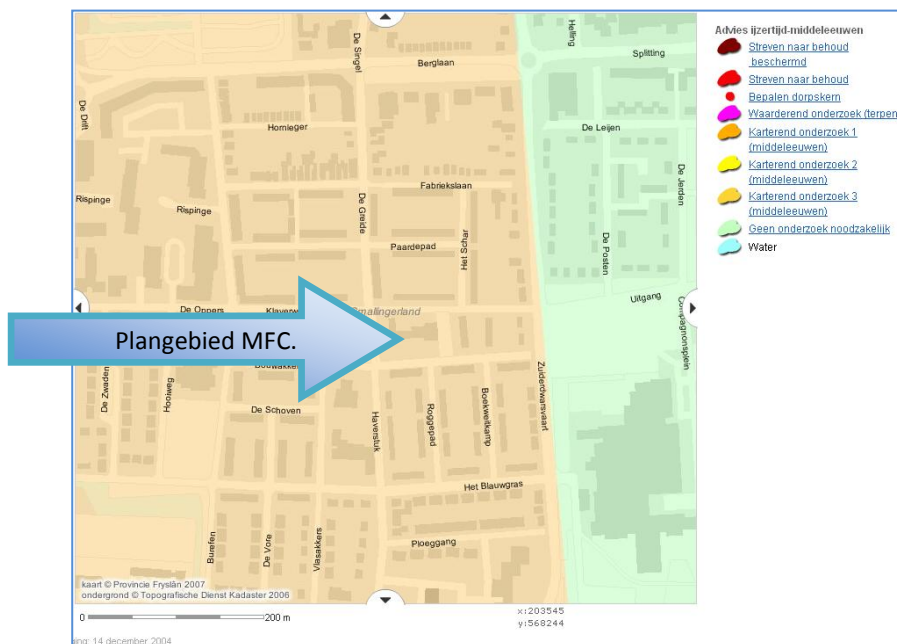 De Singel
Helling
Splitting
Berglaan
De Drift
Hornieger
De Leijen
De Jerden
Fabriekslaan
Rispinge
Rispinge
De Greide
Paardepad
Het Schar
De Posten
Uitgang
Compagnonsplein
De Oppers
Smallingerland
Plangebied MFC.
De Zwaden
Hooiweg
De Schoven
Haverstuk
Roggepad
Boekweitkamp
Zuiderdwarsvaart
Het Blauwgras
Ploeggang
Burefen
De Vore
Vlasakkers
kaart © Provincie Fryslân 2007
ondergrond © Topografische Dienst Kadaster 2006
0 200 m
x:203545
y:568244
14 december 2004
Advies ijzertijd-middeleeuwen
Streven naar behoud
beschermd
Streven naar behoud
Bepalen dorpskern
Waarderend onderzoek (terpen
Karterend onderzoek 1
(middeleeuwen)
Karterend onderzoek 2
(middeleeuwen)
Karterend onderzoek 3
(middeleeuwen)
Geen onderzoek noodzakelijk
Water